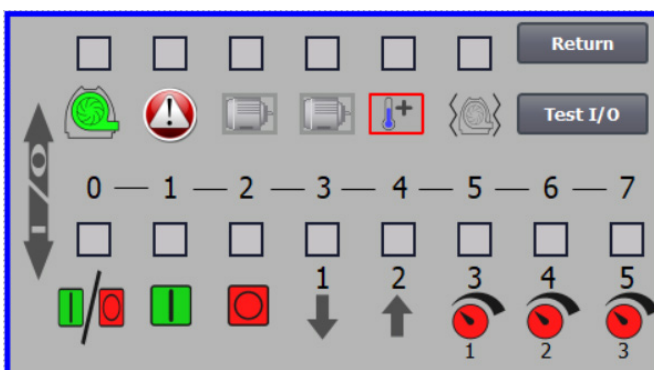 Return
Test I/O
I/O
0 — 1 — 2 — 3 — 4 — 5 — 6 — 7
1 2 3 4 5
1 2 3